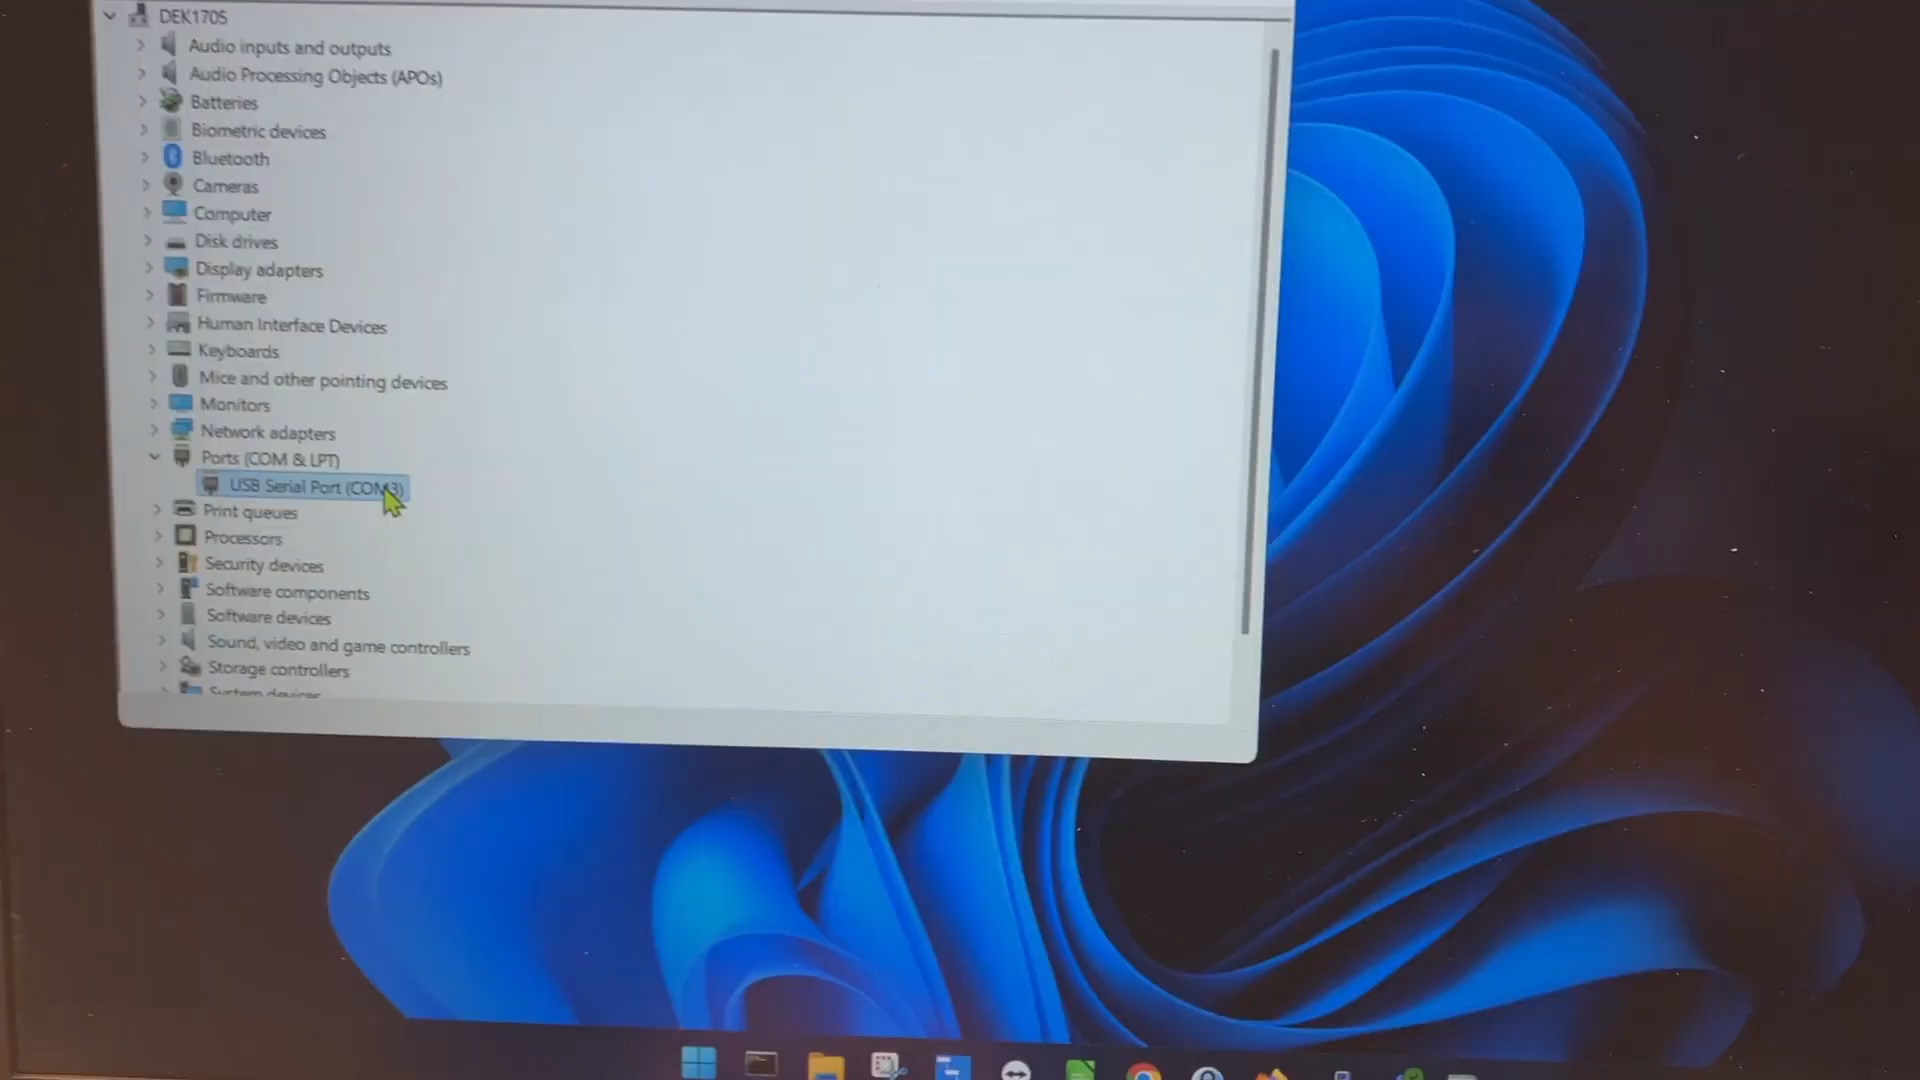 DEK1705
Audio inputs and outputs
Audio Processing Objects (APOs)
Batteries
Biometric devices
Bluetooth
Cameras
Computer
Disk drives
Display adapters
Firmware
Human Interface Devices
Keyboards
Mice and other pointing devices
Monitors
Network adapters
Ports (COM & LPT)
USB Serial Port (COM3)
Print queues
Processors
Security devices
Software components
Software devices
Sound, video and game controllers
Storage controllers
System devices